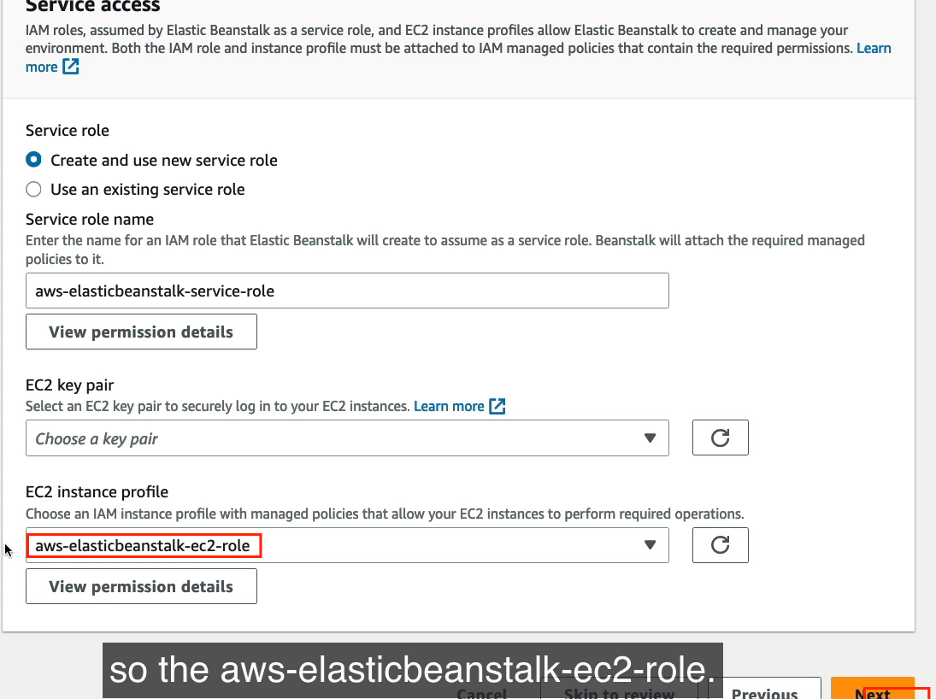 Service access
IAM roles, assumed by Elastic Beanstalk as a service role, and EC2 instance profiles allow Elastic Beanstalk to create and manage your
environment. Both the IAM role and instance profile must be attached to IAM managed policies that contain the required permissions. Learn
more
Service role
Create and use new service role
Use an existing service role
Service role name
Enter the name for an IAM role that Elastic Beanstalk will create to assume as a service role. Beanstalk will attach the required managed
policies to it.
aws-elasticbeanstalk-service-role
View permission details
EC2 key pair
Select an EC2 key pair to securely log in to your EC2 instances. Learn more
Choose a key pair
EC2 instance profile
Choose an IAM instance profile with managed policies that allow your EC2 instances to perform required operations.
aws-elasticbeanstalk-ec2-role
View permission details
so the aws-elasticbeanstalk-ec2-role.
Cancel Skip to review Previous Next